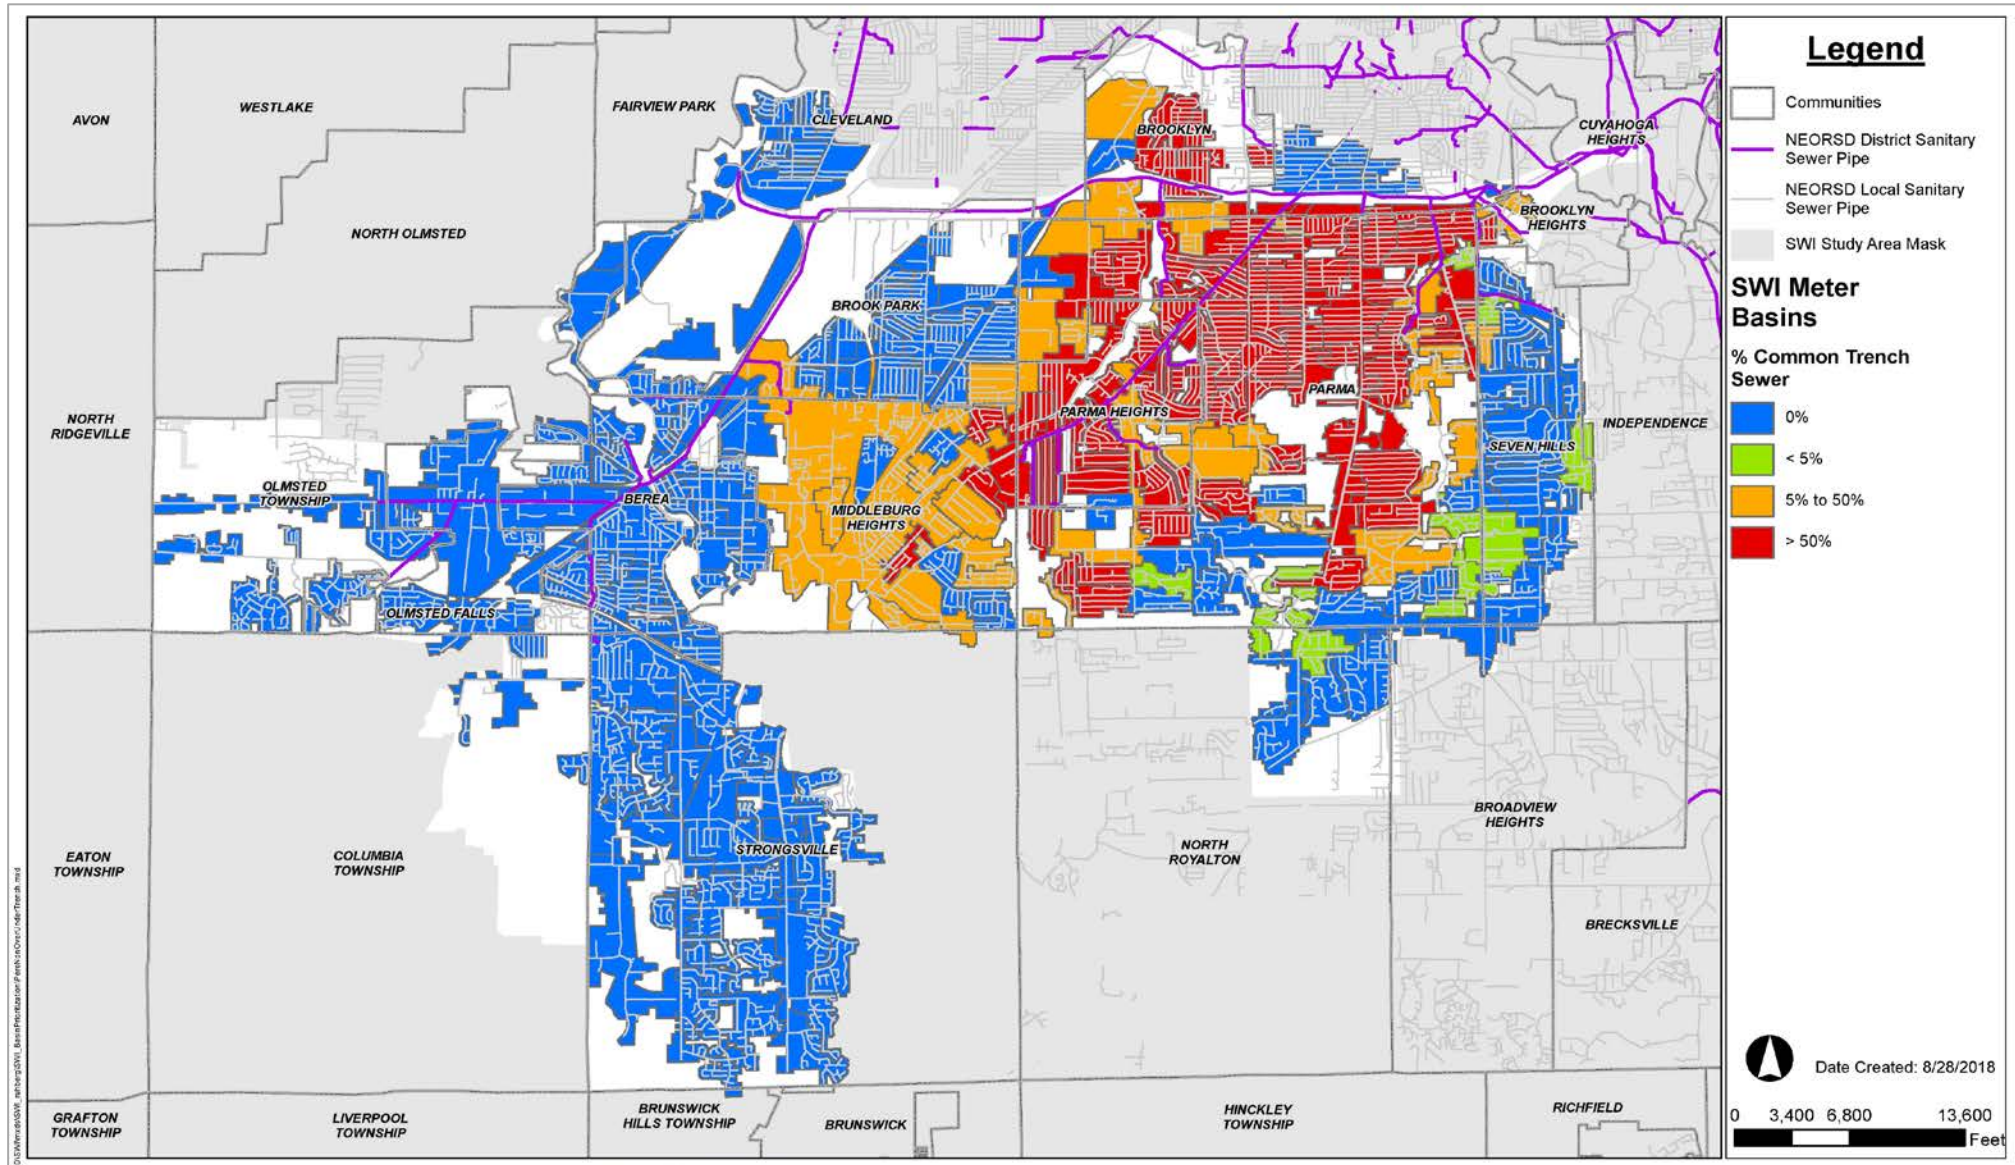 AVON
WESTLAKE
FAIRVIEW PARK
CLEVELAND
BROOKLYN
CUYAHOGA
HEIGHTS
NORTH OLMSTED
BROOKLYN
HEIGHTS
BROOK PARK
NORTH
RIDGEVILLE
PARMA
PARMA HEIGHTS
INDEPENDENCE
SEVEN HILLS
OLMSTED
TOWNSHIP
BEREA
MIDDLEBURG
HEIGHTS
OLMSTED FALLS
STRONGSVILLE
EATON
TOWNSHIP
COLUMBIA
TOWNSHIP
NORTH
ROYALTON
BROADVIEW
HEIGHTS
BRECKSVILLE
GRAFTON
TOWNSHIP
LIVERPOOL
TOWNSHIP
BRUNSWICK
HILLS TOWNSHIP
BRUNSWICK
HINCKLEY
TOWNSHIP
RICHFIELD
Legend
Communities
NEORSD District Sanitary
Sewer Pipe
NEORSD Local Sanitary
Sewer Pipe
SWI Study Area Mask
SWI Meter
Basins
% Common Trench
Sewer
0%
< 5%
5% to 50%
> 50%
Date Created: 8/28/2018
0 3,400 6,800 13,600
Feet